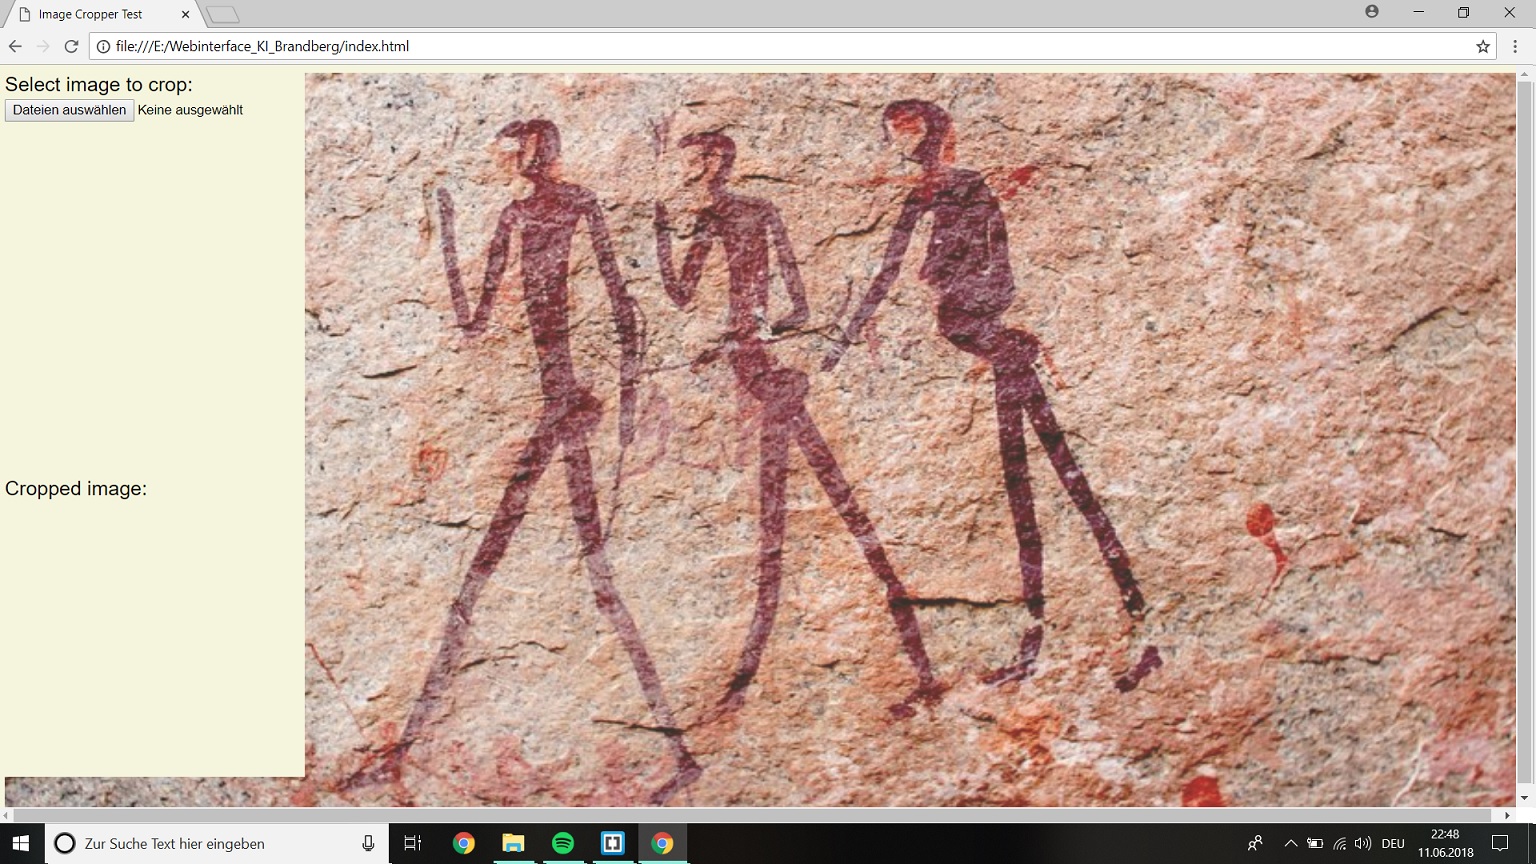 Image Cropper Test
file:///E:/Webinterface_KI_Brandberg/index.html
Select image to crop:
Dateien auswählen Keine ausgewählt
Cropped image:
Zur Suche Text hier eingeben
DEU
22:48
11.06.2018